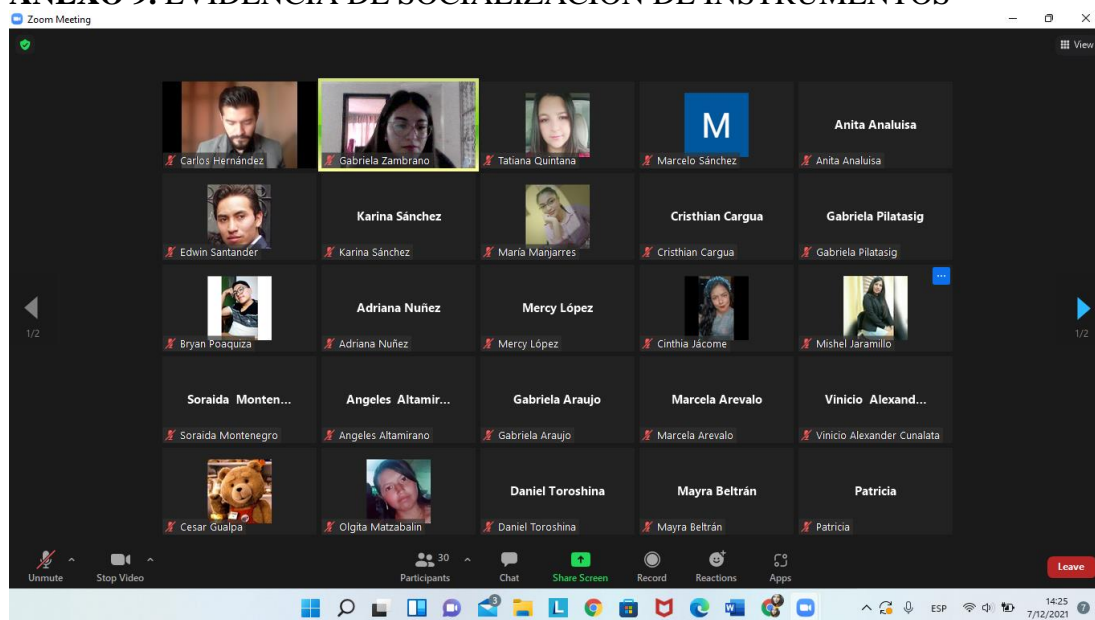 ANEXO 9. EVIDENCIA DE SOCIALIZACIÓN DE INSTRUMENTOS
Zoom Meeting
View
M
Anita Analuisa
Carlos Hernández
Gabriela Zambrano
Tatiana Quintana
Marcelo Sánchez
Anita Analuisa
Karina Sánchez
Cristhian Cargua
Gabriela Pilatasig
Edwin Santander
Karina Sánchez
María Manjarres
Cristhian Cargua
Gabriela Pilatasig
Adriana Nuñez
Mercy López
1/2
1/2
Bryan Poaquiza
Adriana Nuñez
Mercy López
Cinthia Jácome
Mishel Jaramillo
Soraida Monten...
Angeles Altamir...
Gabriela Araujo
Marcela Arevalo
Vinicio Alexand...
Soraida Montenegro
Angeles Altamirano
Gabriela Araujo
Marcela Arevalo
Vinicio Alexander Cunalata
Daniel Toroshina
Mayra Beltrán
Patricia
Cesar Gualpa
Olgita Matzabalin
Daniel Toroshina
Mayra Beltrán
Patricia
30
Unmute
Stop Video
Participants
Chat
Share Screen
Record
Reactions
Apps
Leave
3
L
ESP
14:25
7/12/2021
7